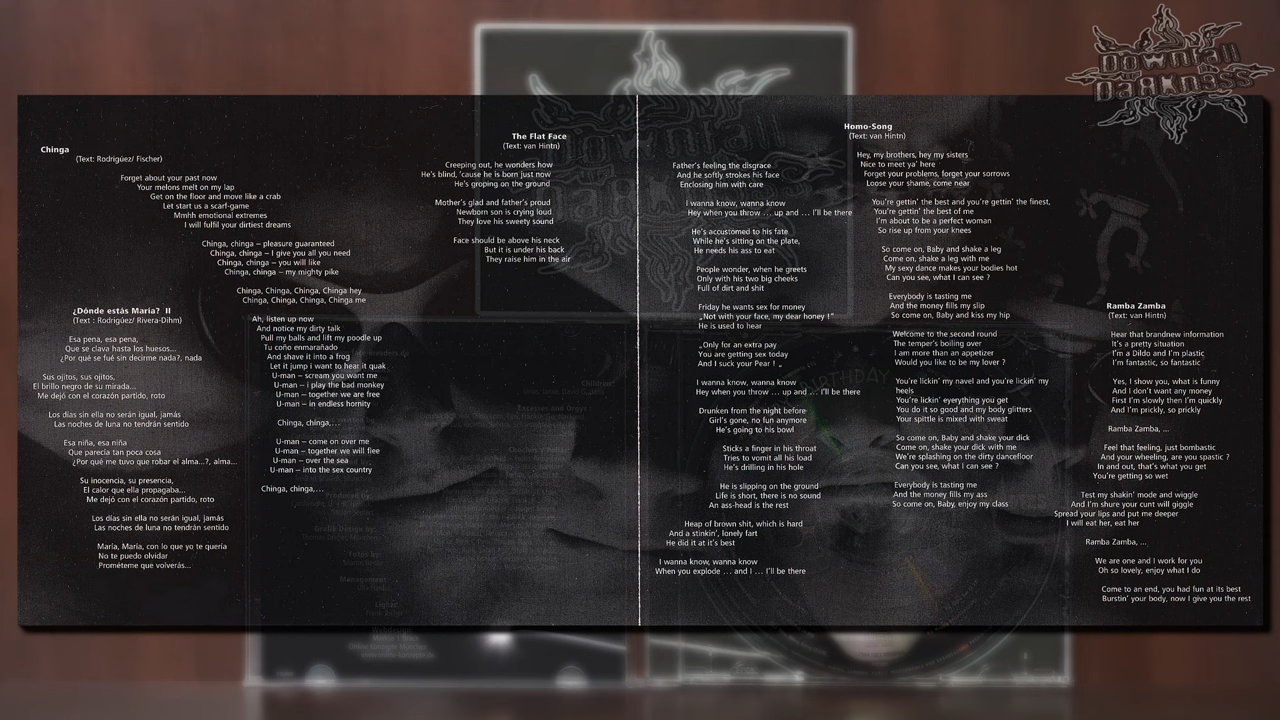 Downfall
of
Darkness
Chinga
(Text: Rodrigúez/ Fischer)
Forget about your past now
Your melons melt on my lap
Get on the floor and move like a crab
Let start us a scarf-game
Mmhh emotional extremes
I will fulfil your dirtiest dreams
Chinga, chinga – pleasure guaranteed
Chinga, chinga – I give you all you need
Chinga, chinga – you will like
Chinga, chinga – my mighty pike
Chinga, Chinga, Chinga, Chinga hey
Chinga, Chinga, Chinga, Chinga me
Ah, listen up now
And notice my dirty talk
Pull my balls and lift my poodle up
Tu coño enmarañado
And shave it into a frog
Let it jump i want to hear it quak
U-man – scream you want me
U-man – i play the bad monkey
U-man – together we are free
U-man – in endless hornity
Chinga, chinga,...
U-man – come on over me
U-man – together we will flee
U-man – over the sea
U-man – into the sex country
Chinga, chinga,...
¿Dónde estás Maria? II
(Text : Rodrigúez/ Rivera-Dihm)
Esa pena, esa pena,
Que se clava hasta los huesos...
¿Por qué se fué sin decirme nada?, nada
Sus ojitos, sus ojitos,
El brillo negro de su mirada...
Me dejó con el corazón partido, roto
Los días sin ella no serán igual, jamás
Las noches de luna no tendrán sentido
Esa niña, esa niña
Que parecía tan poca cosa
¿Por qué me tuvo que robar el alma...?, alma...
Su inocencia, su presencia,
El calor que ella propagaba...
Me dejó con el corazón partido, roto
Los días sin ella no serán igual, jamás
Las noches de luna no tendrán sentido
María, María, con lo que yo te quería
No te puedo olvidar
Prométeme que volverás...
The Flat Face
(Text: van Hintn)
Creeping out, he wonders how
He's blind, 'cause he is born just now
He's groping on the ground
Mother's glad and father's proud
Newborn son is crying loud
They love his sweety sound
Face should be above his neck
But it is under his back
They raise him in the air
Father's feeling the disgrace
And he softly strokes his face
Enclosing him with care
I wanna know, wanna know
Hey when you throw ... up and ... I'll be there
He's accustomed to his fate
While he's sitting on the plate,
He needs his ass to eat
People wonder, when he greets
Only with his two big cheeks
Full of dirt and shit
Friday he wants sex for money
„Not with your face, my dear honey !“
He is used to hear
„Only for an extra pay
You are getting sex today
And I suck your Pear ! „
I wanna know, wanna know
Hey when you throw ... up and ... I'll be there
Drunken from the night before
Girl's gone, no fun anymore
He's going to his bowl
Sticks a finger in his throat
Tries to vomit all his load
He's drilling in his hole
He is slipping on the ground
Life is short, there is no sound
An ass-head is the rest
Heap of brown shit, which is hard
And a stinkin', lonely fart
He did it at it's best
I wanna know, wanna know
When you explode ... and I ... I'll be there
Homo-Song
(Text: van Hintn)
Hey, my brothers, hey my sisters
Nice to meet ya' here
Forget your problems, forget your sorrows
Loose your shame, come near
You're gettin' the best and you're gettin' the finest,
You're gettin' the best of me
I'm about to be a perfect woman
So rise up from your knees
So come on, Baby and shake a leg
Come on, shake a leg with me
My sexy dance makes your bodies hot
Can you see, what I can see ?
Everybody is tasting me
And the money fills my slip
So come on, Baby and kiss my hip
Welcome to the second round
The temper's boiling over
I am more than an appetizer
Would you like to be my lover ?
You're lickin' my navel and you're lickin' my
heels
You're lickin' eyerything you get
You do it so good and my body glitters
Your spittle is mixed with sweat
So come on, Baby and shake your dick
Come on, shake your dick with me
We're splashing on the dirty dancefloor
Can you see, what I can see ?
Everybody is tasting me
And the money fills my ass
So come on, Baby, enjoy my class
Ramba Zamba
(Text: van Hintn)
Hear that brandnew information
It's a pretty situation
I'm a Dildo and I'm plastic
I'm fantastic, so fantastic
Yes, I show you, what is funny
And I don't want any money
First I'm slowly then I'm quickly
And I'm prickly, so prickly
Ramba Zamba, ...
Feel that feeling, just bombastic
And your wheeling, are you spastic ?
In and out, that's what you get
You're getting so wet
Test my shakin' mode and wiggle
And I'm shure your cunt will giggle
Spread your lips and put me deeper
I will eat her, eat her
Ramba Zamba, ...
We are one and I work for you
Oh so lovely, enjoy what I do
Come to an end, you had fun at its best
Burstin' your body, now I give you the rest